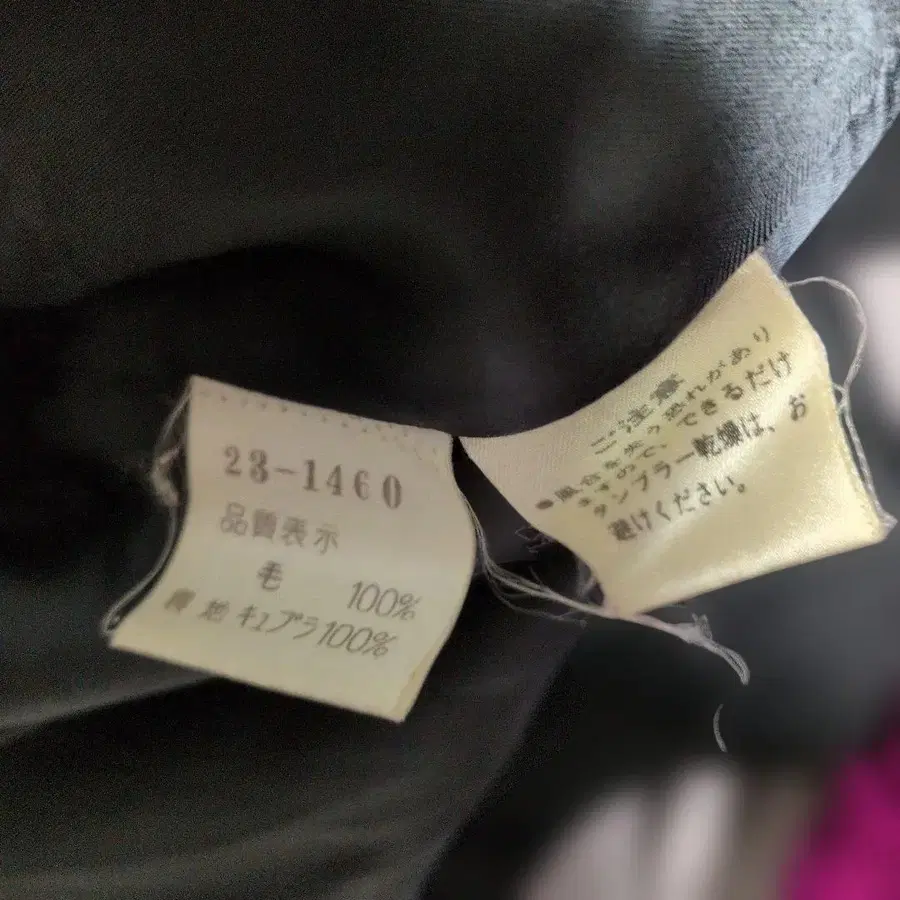 23-1460
品質表示
毛 100%
地 キュプラ100%
ご注意
●風合を失う恐れがあり
ますので、できるだけ
タンブラー乾燥は、お
避けください。